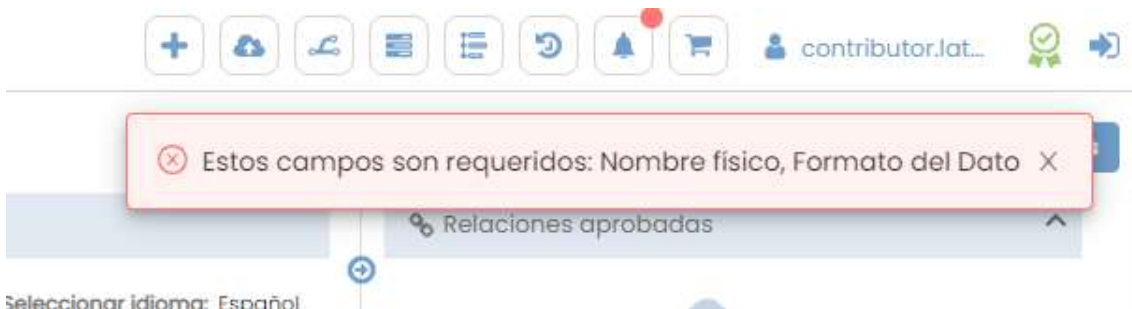 contributor.lat...
Estos campos son requeridos: Nombre físico, Formato del Dato
Relaciones aprobadas
Seleccionar idioma: Español